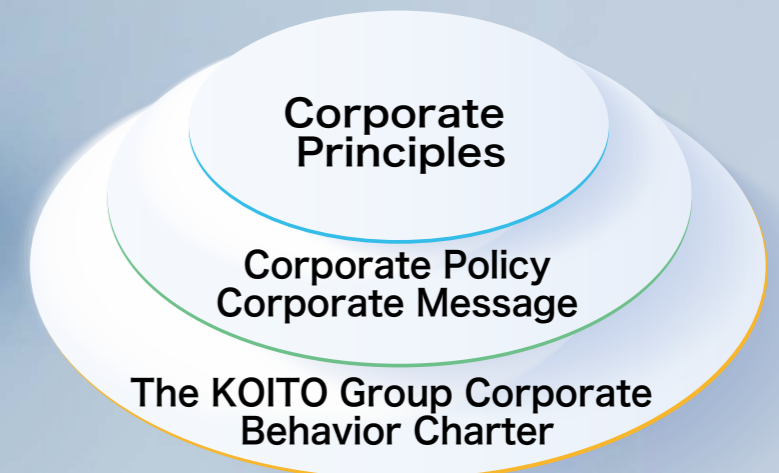 Corporate
Principles
Corporate Policy
Corporate Message
The KOITO Group Corporate
Behavior Charter